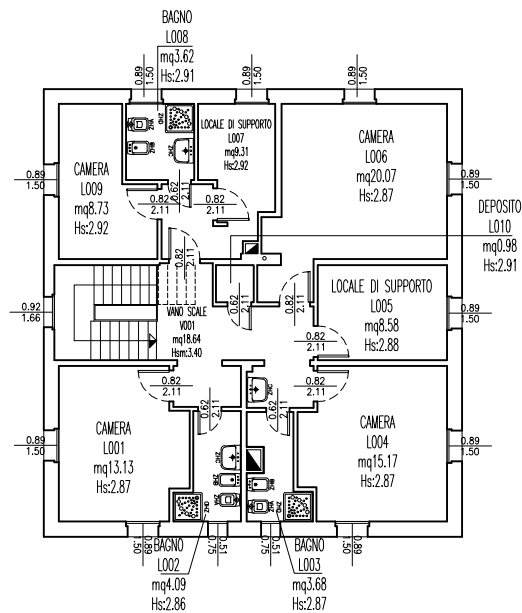 BAGNO
L008
mq3.62
Hs:2.91
0.89
1.50
0.89
1.50
0.89
1.50
LOCALE DI SUPPORTO
L007
mq9.31
Hs:2.92
CAMERA
L006
mq20.07
Hs:2.87
CAMERA
L009
mq8.73
Hs:2.92
0.89
1.50
0.89
1.50
0.62
2.11
0.82
2.11
0.82
2.11
DEPOSITO
L010
mq0.98
Hs:2.91
0.92
1.66
VANO SCALE
V001
mq18.64
Hsm:3.40
0.62
2.11
0.82
2.11
LOCALE DI SUPPORTO
L005
mq8.58
Hs:2.88
0.89
1.50
0.82
2.11
0.82
2.11
0.82
2.11
0.62
2.11
0.62
2.11
CAMERA
L001
mq13.13
Hs:2.87
CAMERA
L004
mq15.17
Hs:2.87
0.89
1.50
0.89
1.50
0.89
1.50
0.51
0.75
0.51
0.75
0.89
1.50
BAGNO
L002
mq4.09
Hs:2.86
BAGNO
L003
mq3.68
Hs:2.87